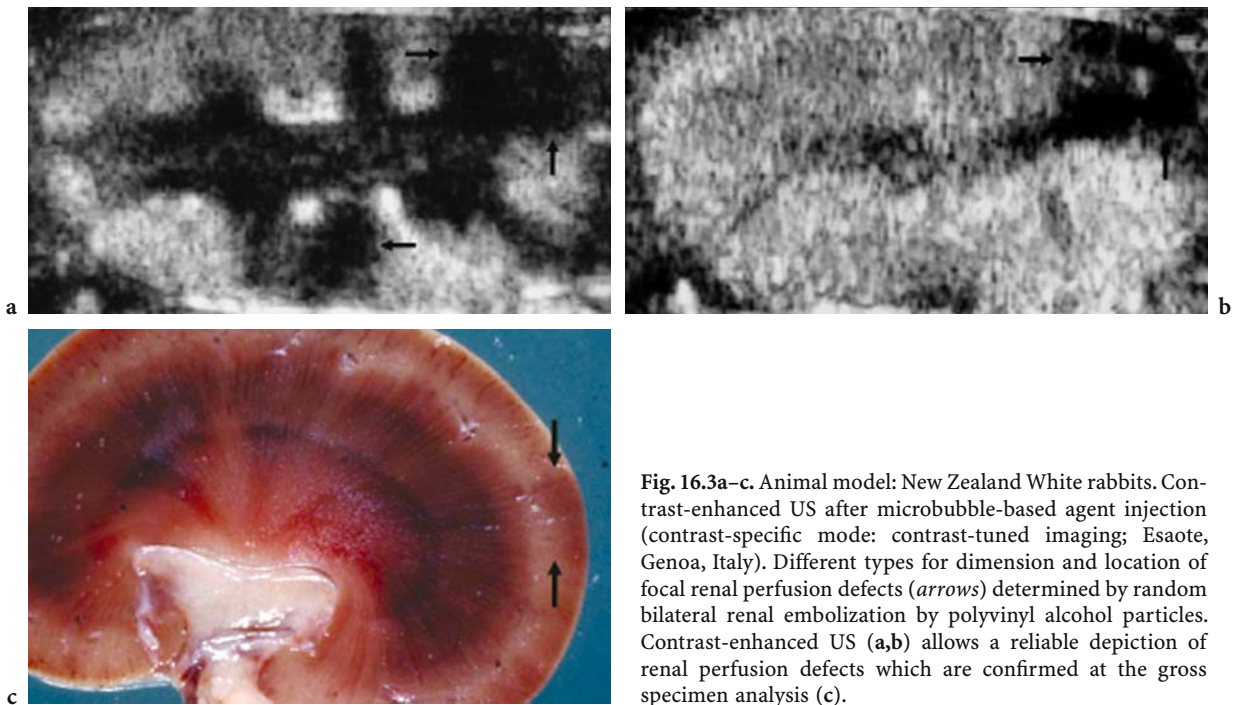 a
b
c
Fig. 16.3a–c. Animal model: New Zealand White rabbits. Con-
trast-enhanced US after microbubble-based agent injection
(contrast-specific mode: contrast-tuned imaging; Esaote,
Genoa, Italy). Different types for dimension and location of
focal renal perfusion defects (arrows) determined by random
bilateral renal embolization by polyvinyl alcohol particles.
Contrast-enhanced US (a,b) allows a reliable depiction of
renal perfusion defects which are confirmed at the gross
specimen analysis (c).